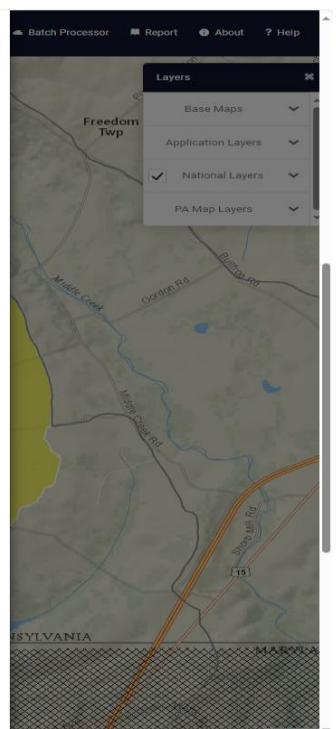 Batch Processor Report About ? Help
Layers
Base Maps
Freedom
Twp
Application Layers
National Layers
PA Map Layers
Bullfrog Rd
Middle Creek
Gordon Rd
Middle Creek Rd
Shorb Mill Rd
15
NSYLVANIA
MARYLA